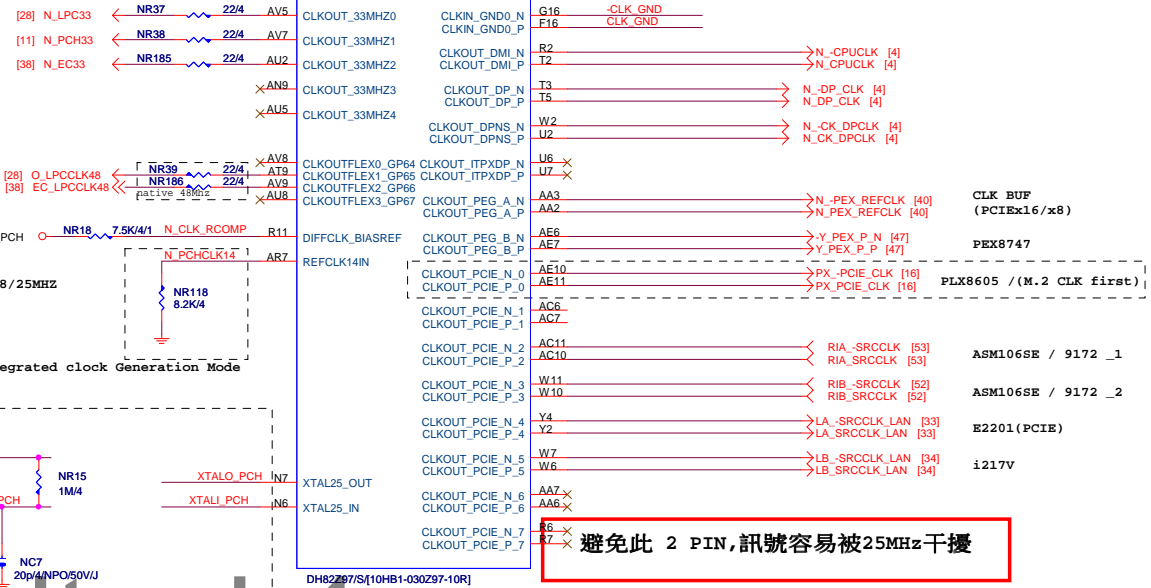 [28] N_LPC33 NR37 22/4 AV5 CLKOUT_33MHZ0
[11] N_PCH33 NR38 22/4 AV7 CLKOUT_33MHZ1
[38] N_EC33 NR185 22/4 AU2 CLKOUT_33MHZ2
AN9 CLKOUT_33MHZ3
AU5 CLKOUT_33MHZ4
AV8 CLKOUTFLEX0_GP64
[28] O_LPCCLK48 NR39 22/4 AT9 CLKOUTFLEX1_GP65
[38] EC_LPCCLK48 NR186 22/4 AV9 CLKOUTFLEX2_GP66
native 48Mhz AU8 CLKOUTFLEX3_GP67
PCH NR18 7.5K/4/1 N_CLK_RCOMP R11 DIFFCLK_BIASREF
N_PCHCLK14 AR7 REFCLK14IN
8/25MHZ
NR118
8.2K/4
egrated clock Generation Mode
NR15
1M/4
XTALO_PCH N7 XTAL25_OUT
PCH XTALI_PCH N6 XTAL25_IN
NC7
20p/4/NPO/50V/J
CLKIN_GND0_N G16 -CLK_GND
CLKIN_GND0_P F16 CLK_GND
CLKOUT_DMI_N R2 N_-CPUCLK [4]
CLKOUT_DMI_P T2 N_CPUCLK [4]
CLKOUT_DP_N T3 N_-DP_CLK [4]
CLKOUT_DP_P T5 N_DP_CLK [4]
CLKOUT_DPNS_N W2 N_-CK_DPCLK [4]
CLKOUT_DPNS_P U2 N_CK_DPCLK [4]
CLKOUT_ITPXDP_N U6
CLKOUT_ITPXDP_P U7
CLKOUT_PEG_A_N AA3 N_-PEX_REFCLK [40] CLK BUF
CLKOUT_PEG_A_P AA2 N_PEX_REFCLK [40] (PCIEx16/x8)
CLKOUT_PEG_B_N AE6 -Y_PEX_P_N [47] PEX8747
CLKOUT_PEG_B_P AE7 Y_PEX_P_P [47]
CLKOUT_PCIE_N_0 AE10 PX_-PCIE_CLK [16] PLX8605 /(M.2 CLK first)
CLKOUT_PCIE_P_0 AE11 PX_PCIE_CLK [16]
CLKOUT_PCIE_N_1 AC6
CLKOUT_PCIE_P_1 AC7
CLKOUT_PCIE_N_2 AC11 RIA_-SRCCLK [53] ASM106SE / 9172 _1
CLKOUT_PCIE_P_2 AC10 RIA_SRCCLK [53]
CLKOUT_PCIE_N_3 W11 RIB_-SRCCLK [52] ASM106SE / 9172 _2
CLKOUT_PCIE_P_3 W10 RIB_SRCCLK [52]
CLKOUT_PCIE_N_4 Y4 LA_-SRCCLK_LAN [33] E2201(PCIE)
CLKOUT_PCIE_P_4 Y2 LA_SRCCLK_LAN [33]
CLKOUT_PCIE_N_5 W7 LB_-SRCCLK_LAN [34] i217V
CLKOUT_PCIE_P_5 W6 LB_SRCCLK_LAN [34]
CLKOUT_PCIE_N_6 AA7
CLKOUT_PCIE_P_6 AA6
CLKOUT_PCIE_N_7 R6
CLKOUT_PCIE_P_7 R7
避免此 2 PIN,訊號容易被25MHz干擾
DH82Z97/S/[10HB1-030Z97-10R]